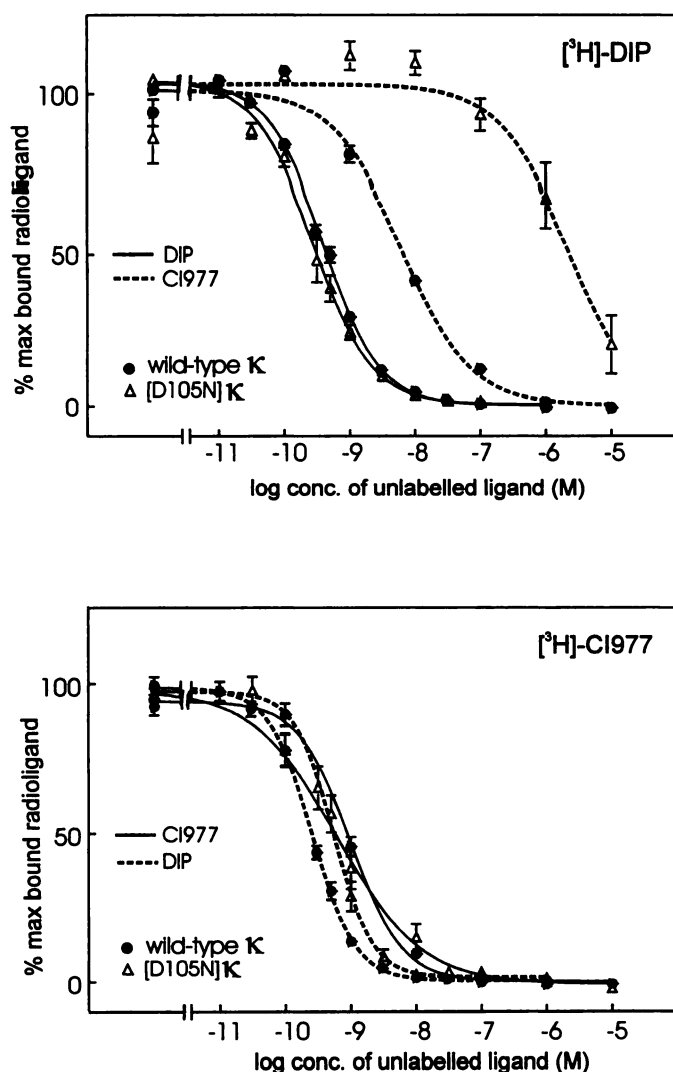 [³H]-DIP
% max bound radioligand
100
50
0
DIP
CI977
wild-type κ
[D105N] κ
-11 -10 -9 -8 -7 -6 -5
log conc. of unlabelled ligand (M)
[³H]-CI977
% max bound radioligand
100
50
0
CI977
DIP
wild-type κ
[D105N] κ
-11 -10 -9 -8 -7 -6 -5
log conc. of unlabelled ligand (M)